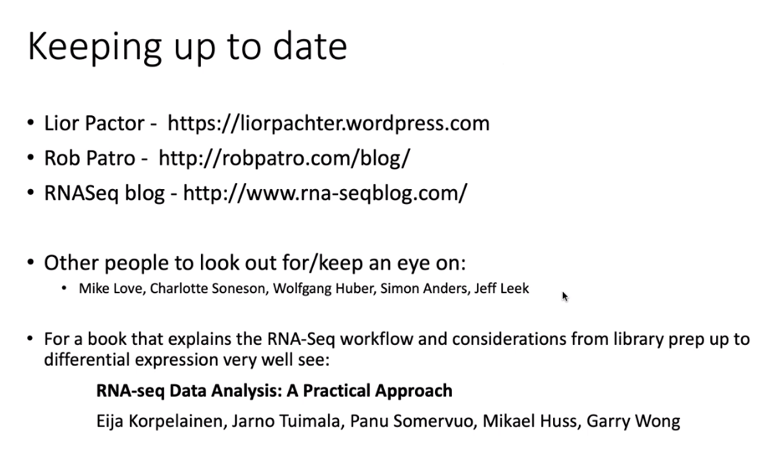 Keeping up to date
• Lior Pactor - https://liorpachter.wordpress.com
• Rob Patro - http://robpatro.com/blog/
• RNASeq blog - http://www.rna-seqblog.com/
• Other people to look out for/keep an eye on:
• Mike Love, Charlotte Soneson, Wolfgang Huber, Simon Anders, Jeff Leek
• For a book that explains the RNA-Seq workflow and considerations from library prep up to
differential expression very well see:
RNA-seq Data Analysis: A Practical Approach
Eija Korpelainen, Jarno Tuimala, Panu Somervuo, Mikael Huss, Garry Wong